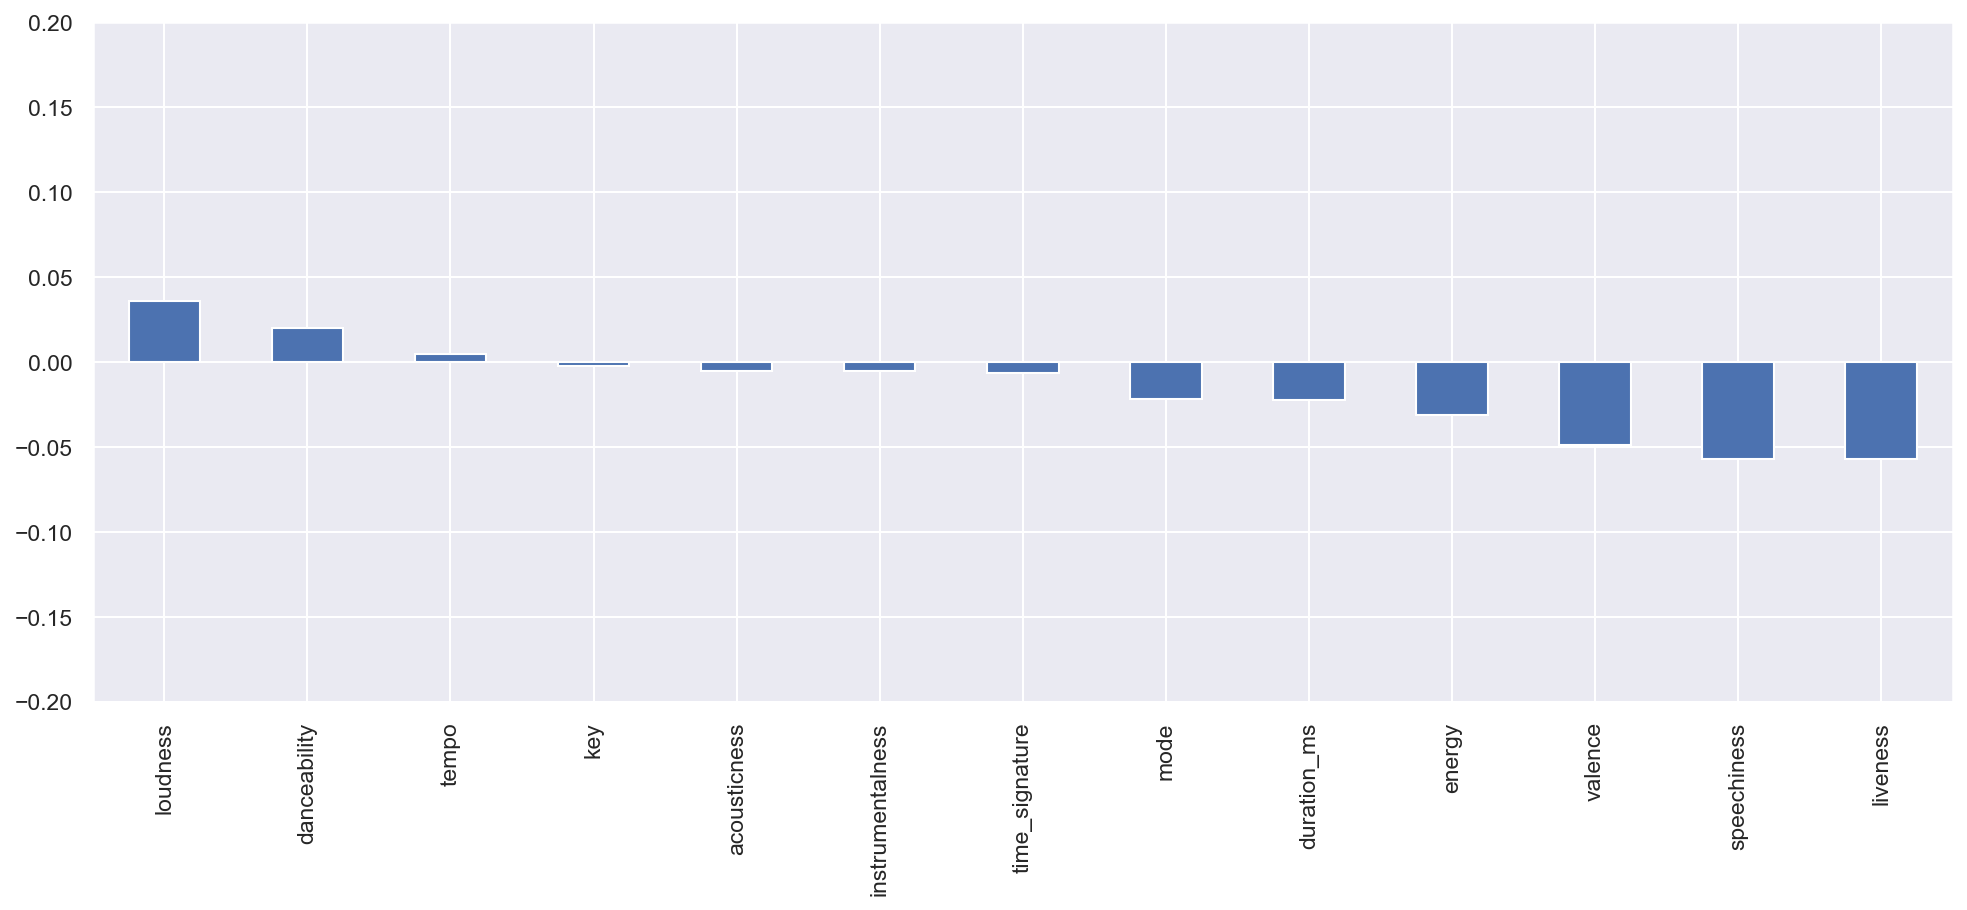 0.20
0.15
0.10
0.05
0.00
−0.05
−0.10
−0.15
−0.20
loudness
danceability
tempo
key
acousticness
instrumentalness
time_signature
mode
duration_ms
energy
valence
speechiness
liveness